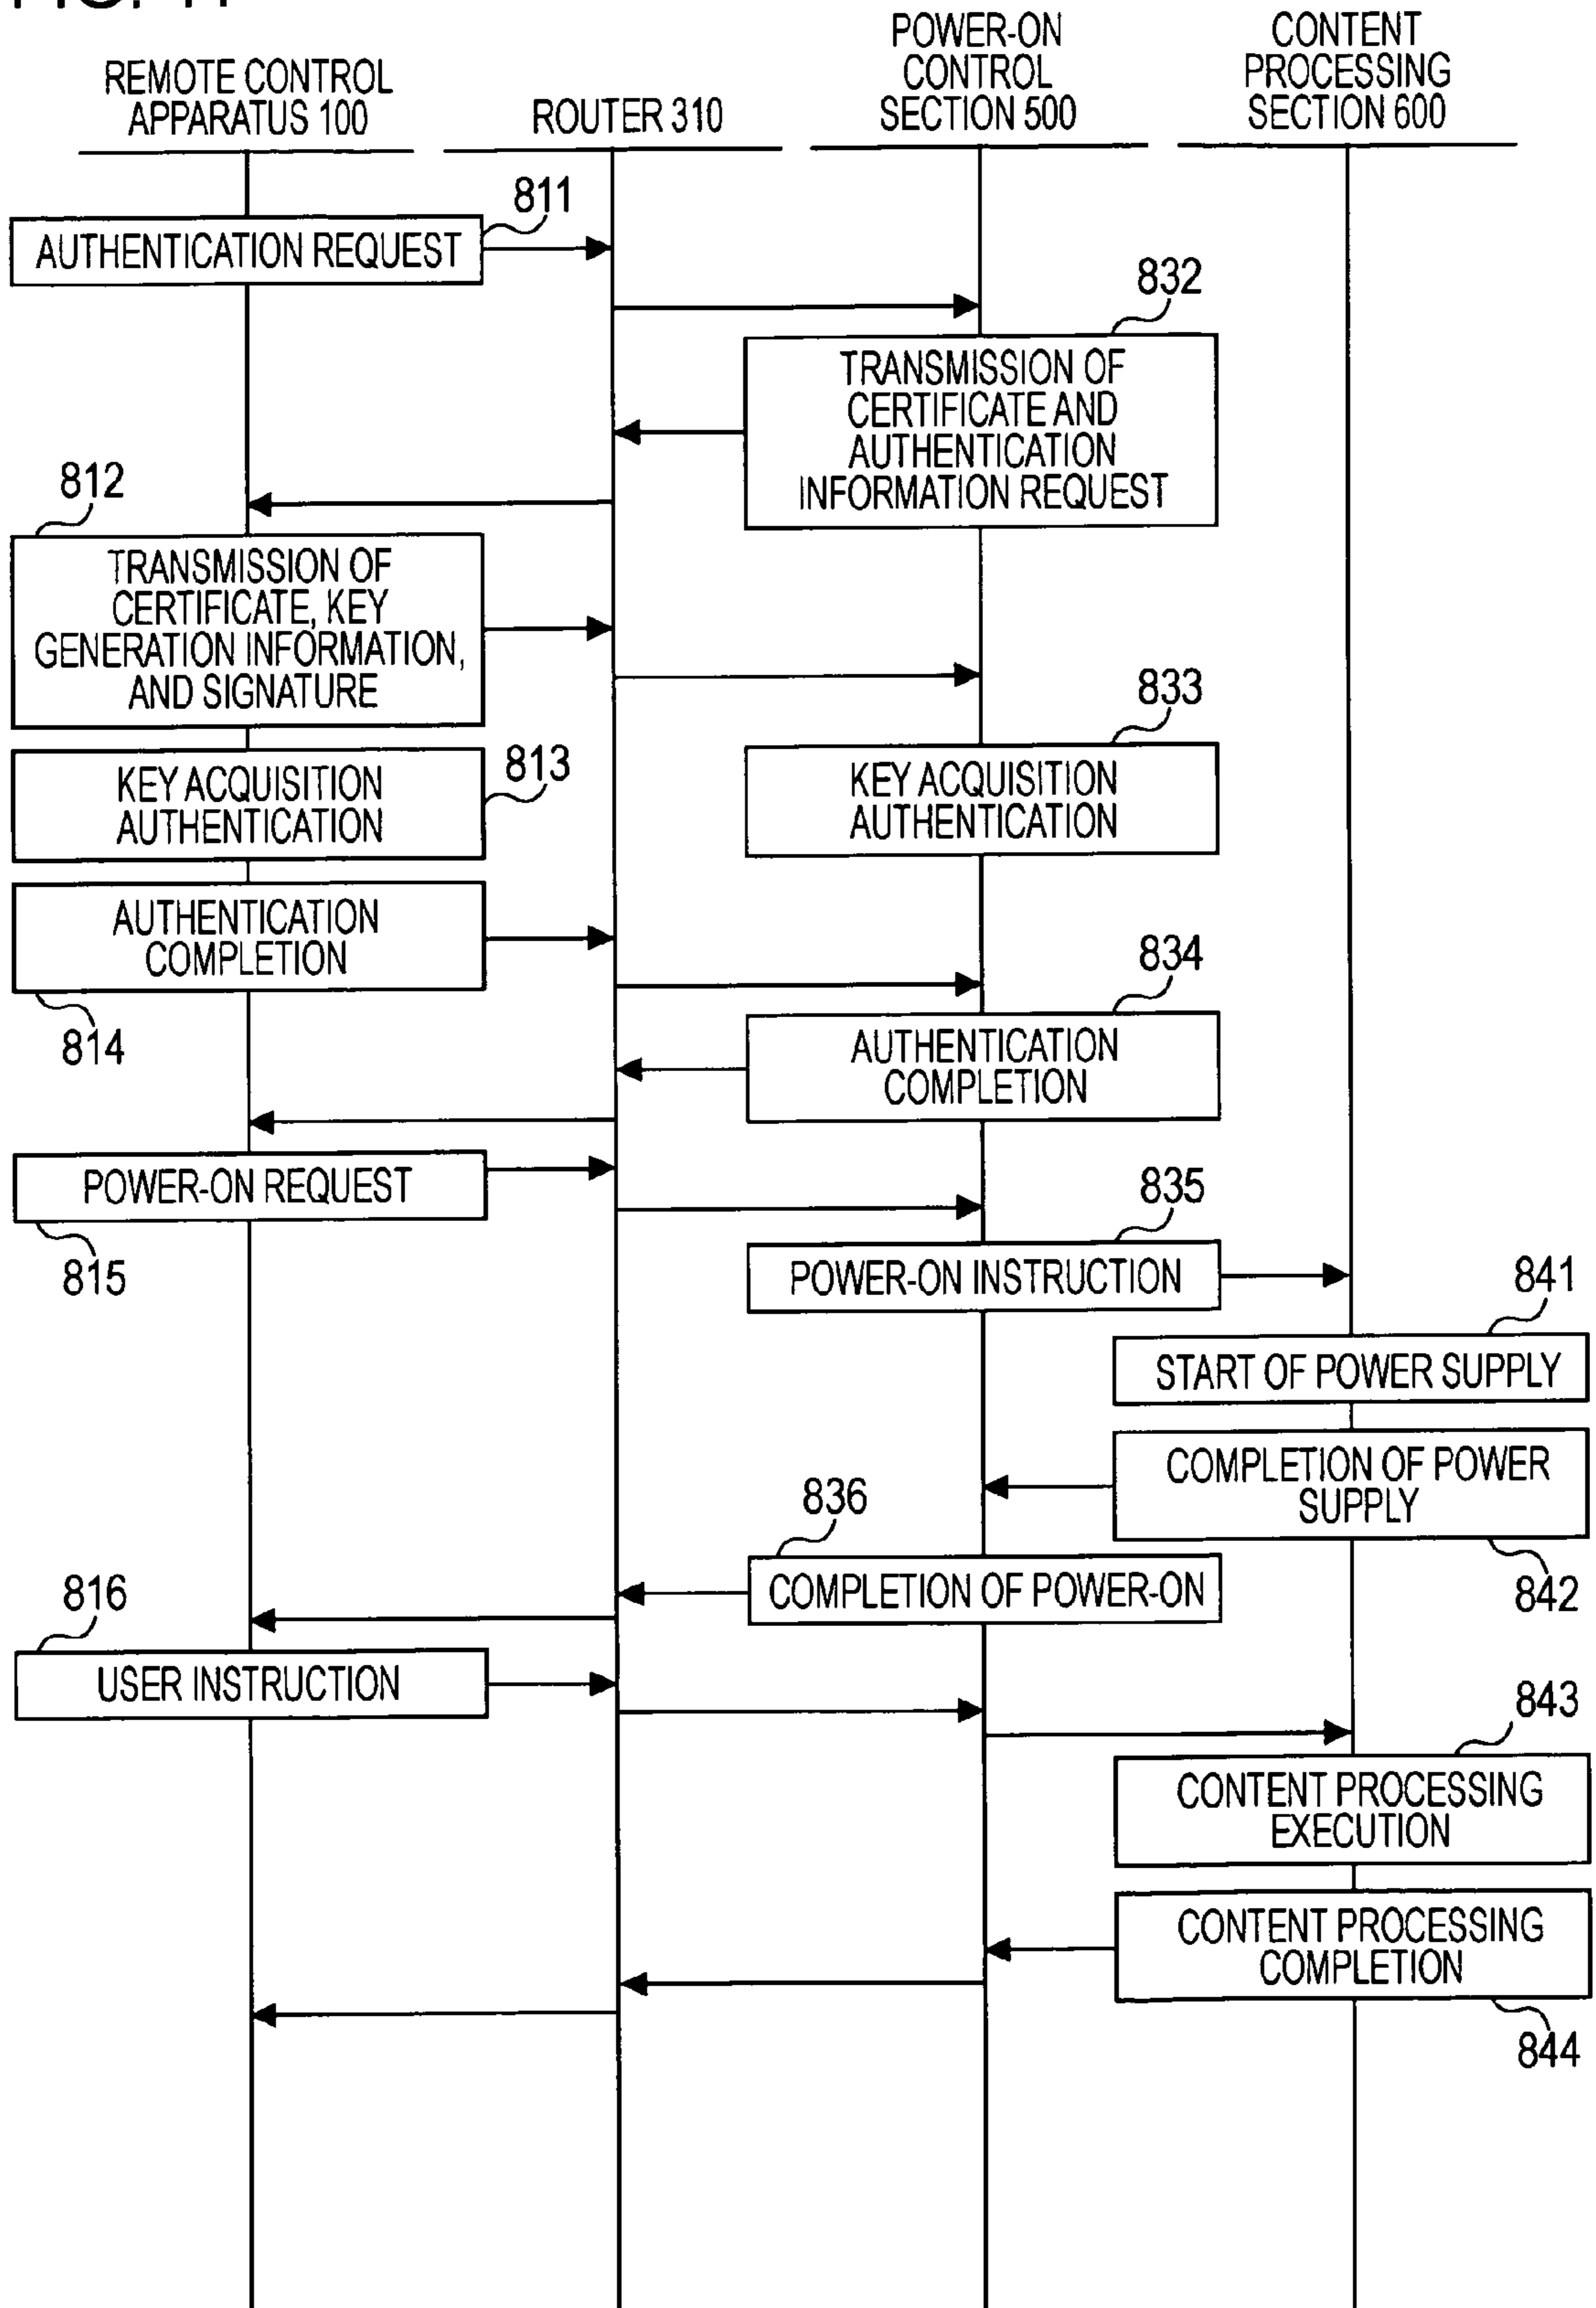 REMOTE CONTROL
APPARATUS 100
ROUTER 310
POWER-ON
CONTROL
SECTION 500
CONTENT
PROCESSING
SECTION 600
811
AUTHENTICATION REQUEST
832
TRANSMISSION OF
CERTIFICATE AND
AUTHENTICATION
INFORMATION REQUEST
812
TRANSMISSION OF
CERTIFICATE, KEY
GENERATION INFORMATION,
AND SIGNATURE
833
KEY ACQUISITION
AUTHENTICATION
813
KEY ACQUISITION
AUTHENTICATION
AUTHENTICATION
COMPLETION
814
834
AUTHENTICATION
COMPLETION
POWER-ON REQUEST
815
835
POWER-ON INSTRUCTION
841
START OF POWER SUPPLY
COMPLETION OF POWER
SUPPLY
842
836
COMPLETION OF POWER-ON
816
USER INSTRUCTION
843
CONTENT PROCESSING
EXECUTION
CONTENT PROCESSING
COMPLETION
844